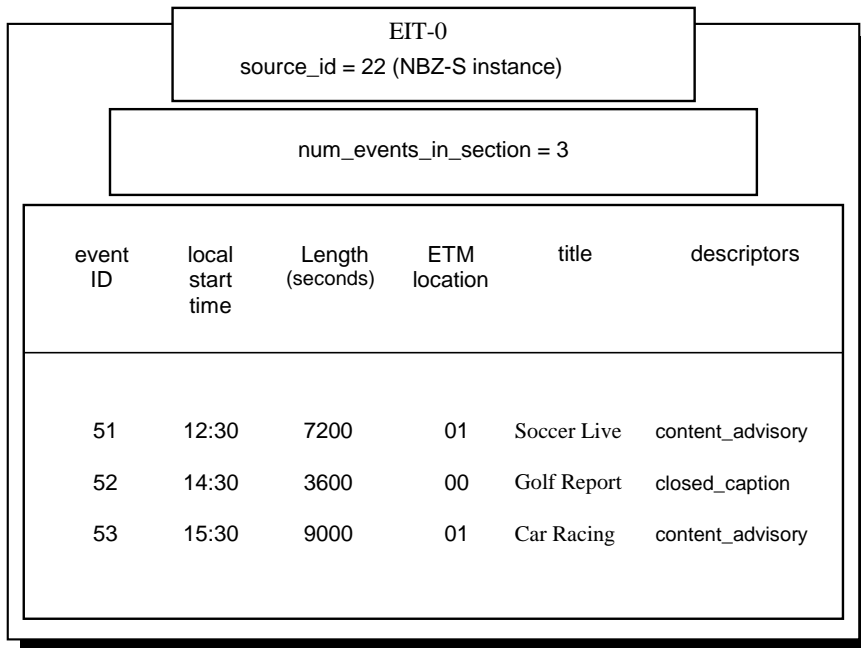 EIT-0
source_id = 22 (NBZ-S instance)
num_events_in_section = 3
event ID local start time Length (seconds) ETM location title descriptors
51 12:30 7200 01 Soccer Live content_advisory
52 14:30 3600 00 Golf Report closed_caption
53 15:30 9000 01 Car Racing content_advisory